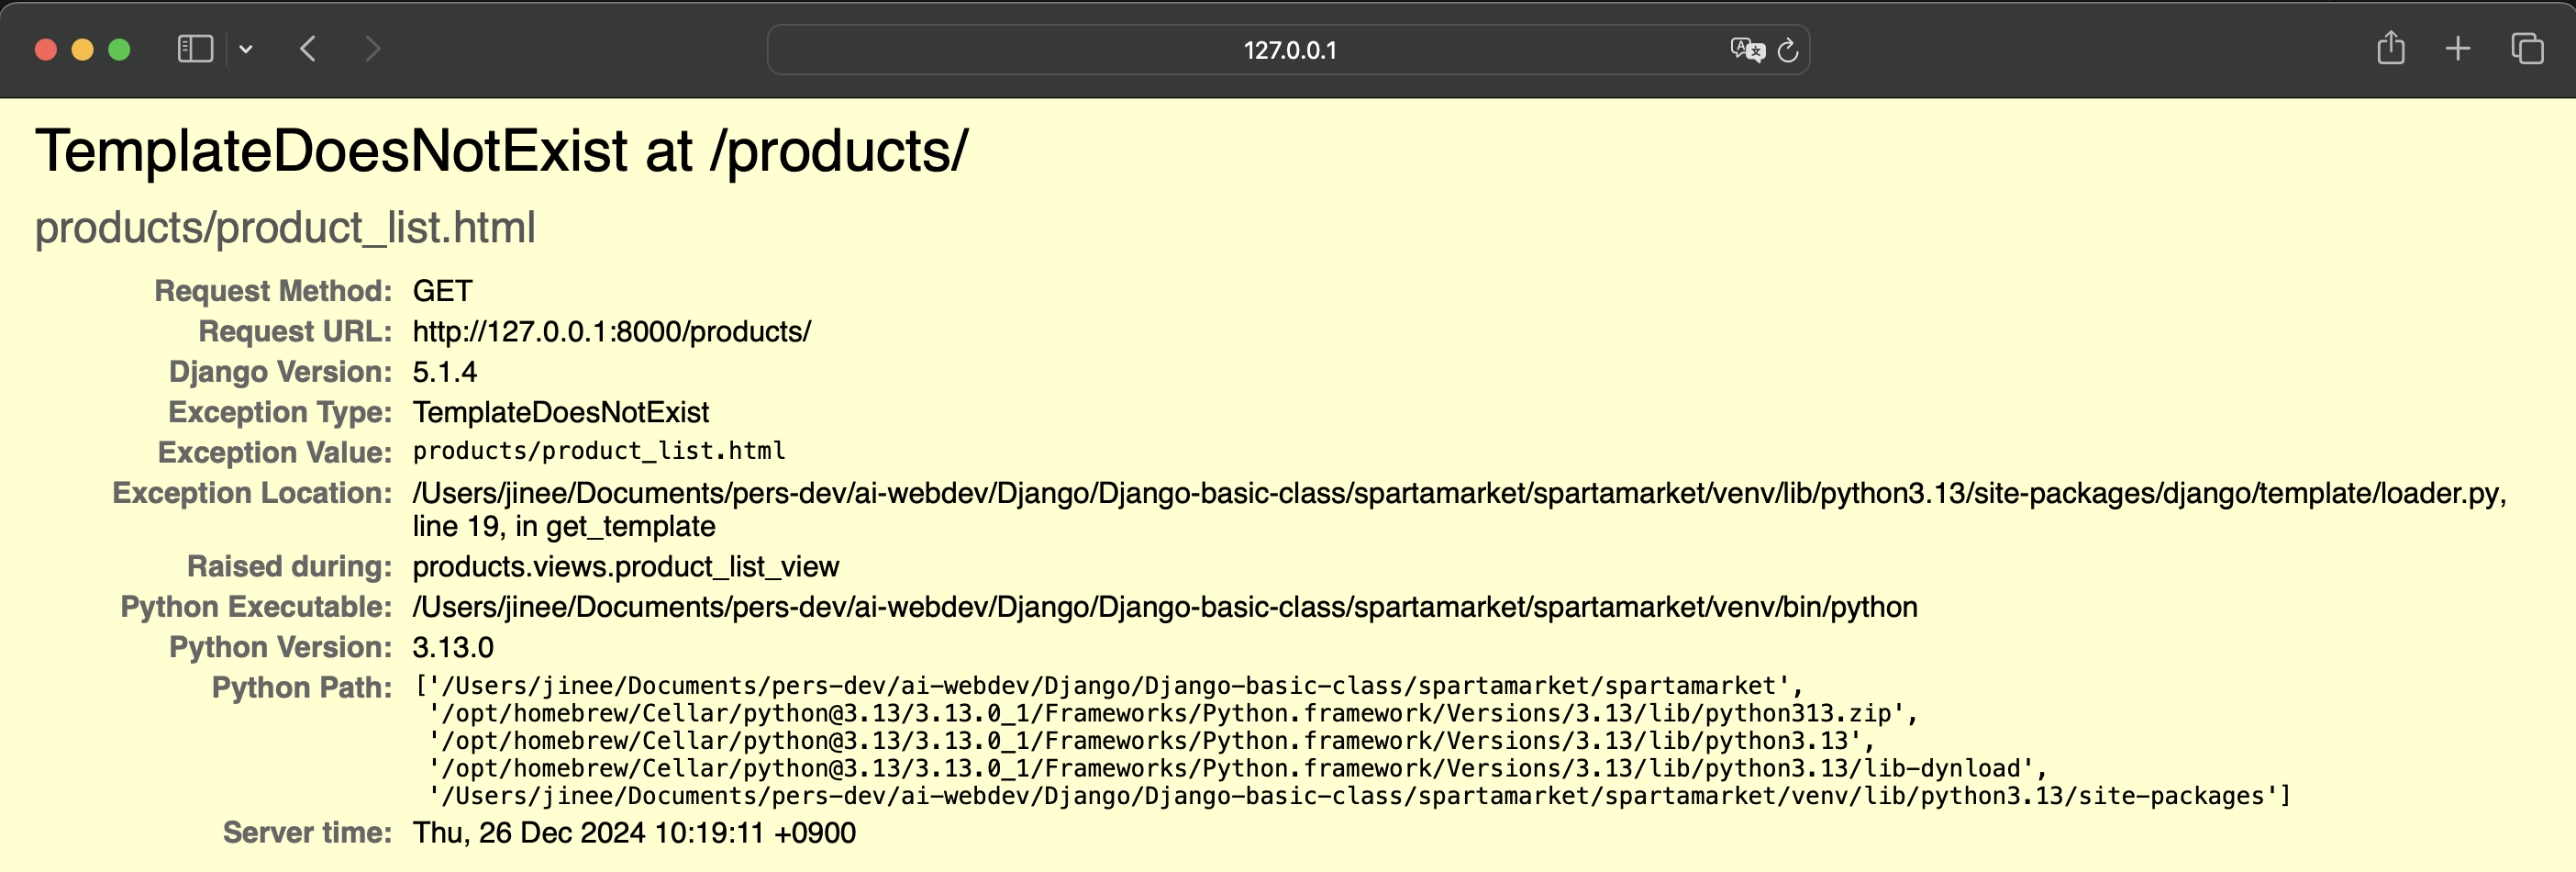 127.0.0.1
TemplateDoesNotExist at /products/
products/product_list.html
Request Method: GET
Request URL: http://127.0.0.1:8000/products/
Django Version: 5.1.4
Exception Type: TemplateDoesNotExist
Exception Value: products/product_list.html
Exception Location: /Users/jinee/Documents/pers-dev/ai-webdev/Django/Django-basic-class/spartamarket/spartamarket/venv/lib/python3.13/site-packages/django/template/loader.py,
line 19, in get_template
Raised during: products.views.product_list_view
Python Executable: /Users/jinee/Documents/pers-dev/ai-webdev/Django/Django-basic-class/spartamarket/spartamarket/venv/bin/python
Python Version: 3.13.0
Python Path: ['/Users/jinee/Documents/pers-dev/ai-webdev/Django/Django-basic-class/spartamarket/spartamarket',
'/opt/homebrew/Cellar/python@3.13/3.13.0_1/Frameworks/Python.framework/Versions/3.13/lib/python313.zip',
'/opt/homebrew/Cellar/python@3.13/3.13.0_1/Frameworks/Python.framework/Versions/3.13/lib/python3.13',
'/opt/homebrew/Cellar/python@3.13/3.13.0_1/Frameworks/Python.framework/Versions/3.13/lib/python3.13/lib-dynload',
'/Users/jinee/Documents/pers-dev/ai-webdev/Django/Django-basic-class/spartamarket/spartamarket/venv/lib/python3.13/site-packages']
Server time: Thu, 26 Dec 2024 10:19:11 +0900